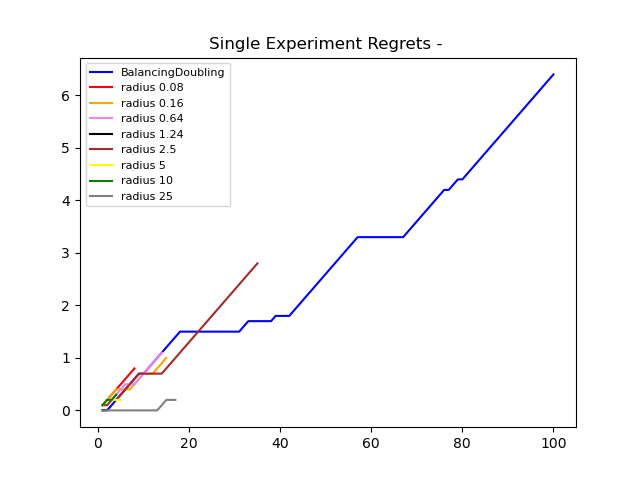 Single Experiment Regrets -
BalancingDoubling
radius 0.08
radius 0.16
radius 0.64
radius 1.24
radius 2.5
radius 5
radius 10
radius 25
6
5
4
3
2
1
0
0 20 40 60 80 100